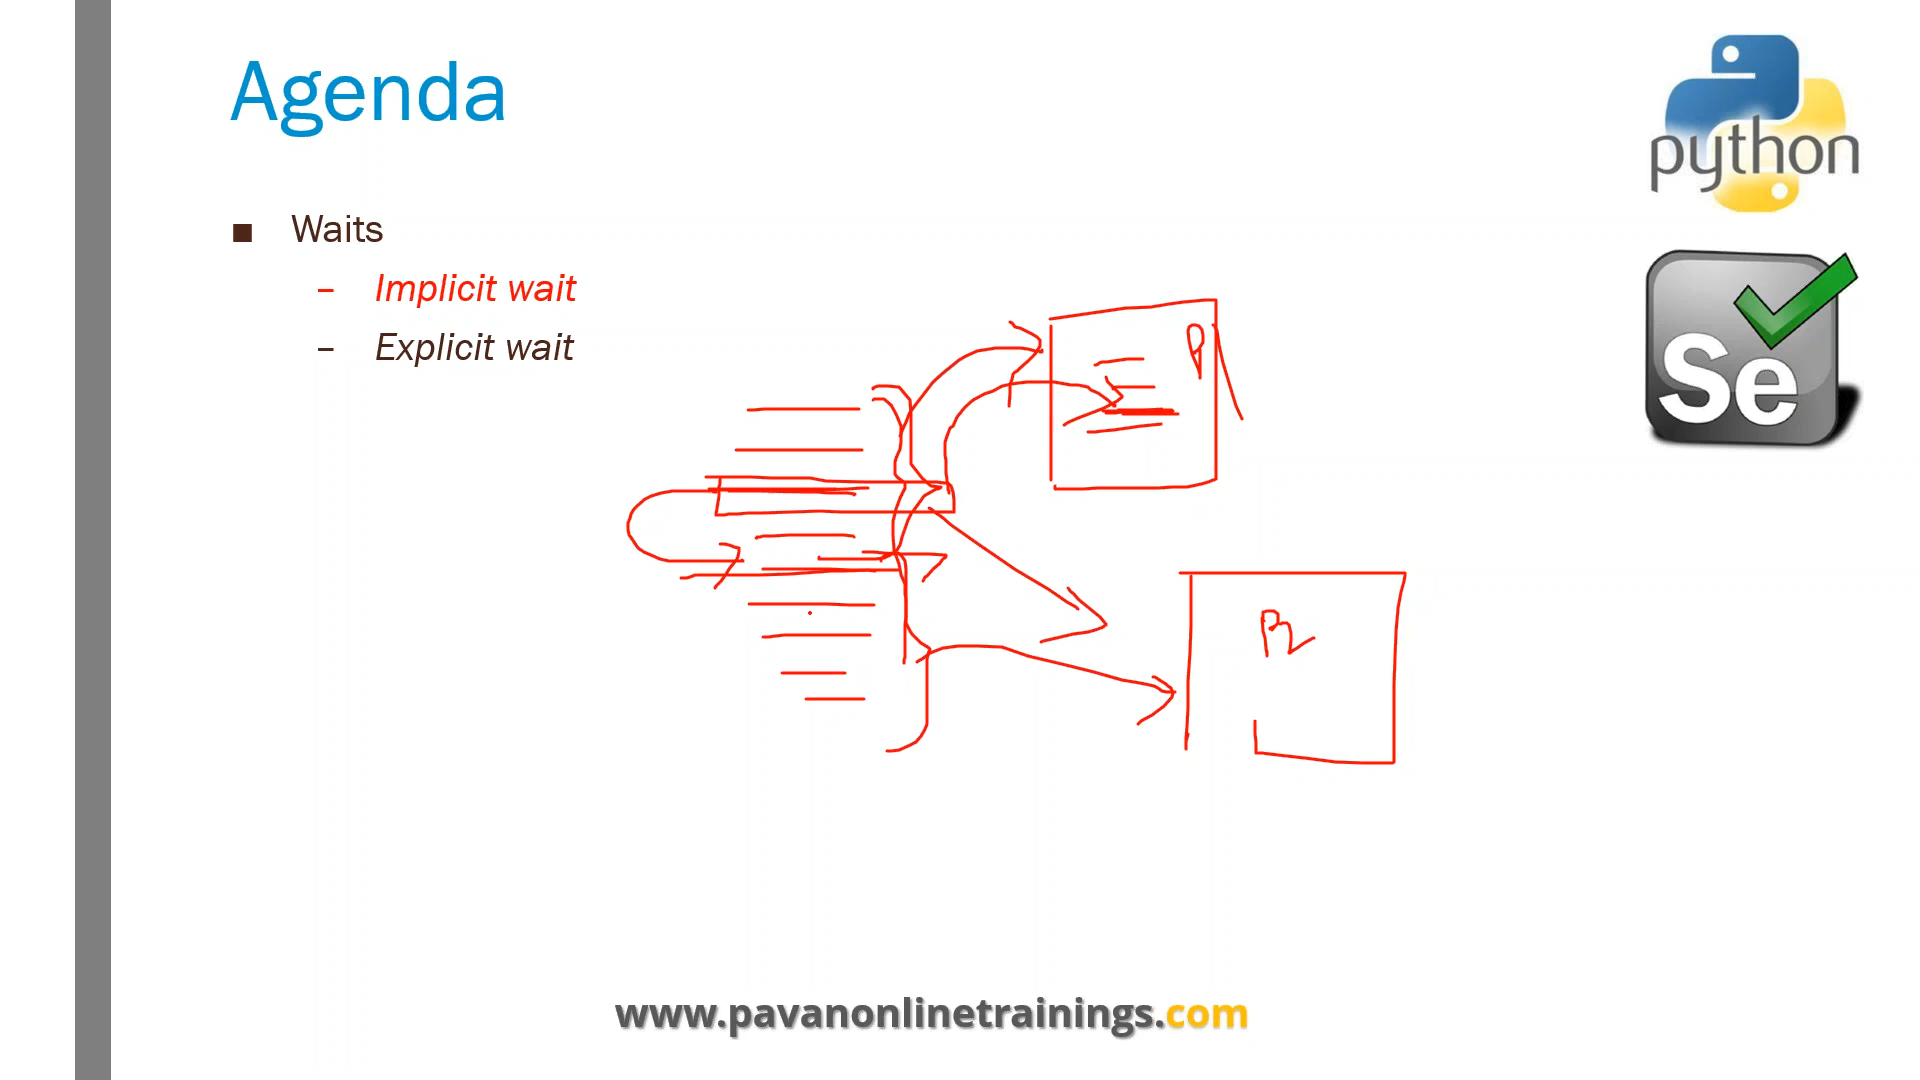 Agenda
python
■ Waits
– Implicit wait
– Explicit wait
Se
P1
P2
www.pavanonlinetrainings.com